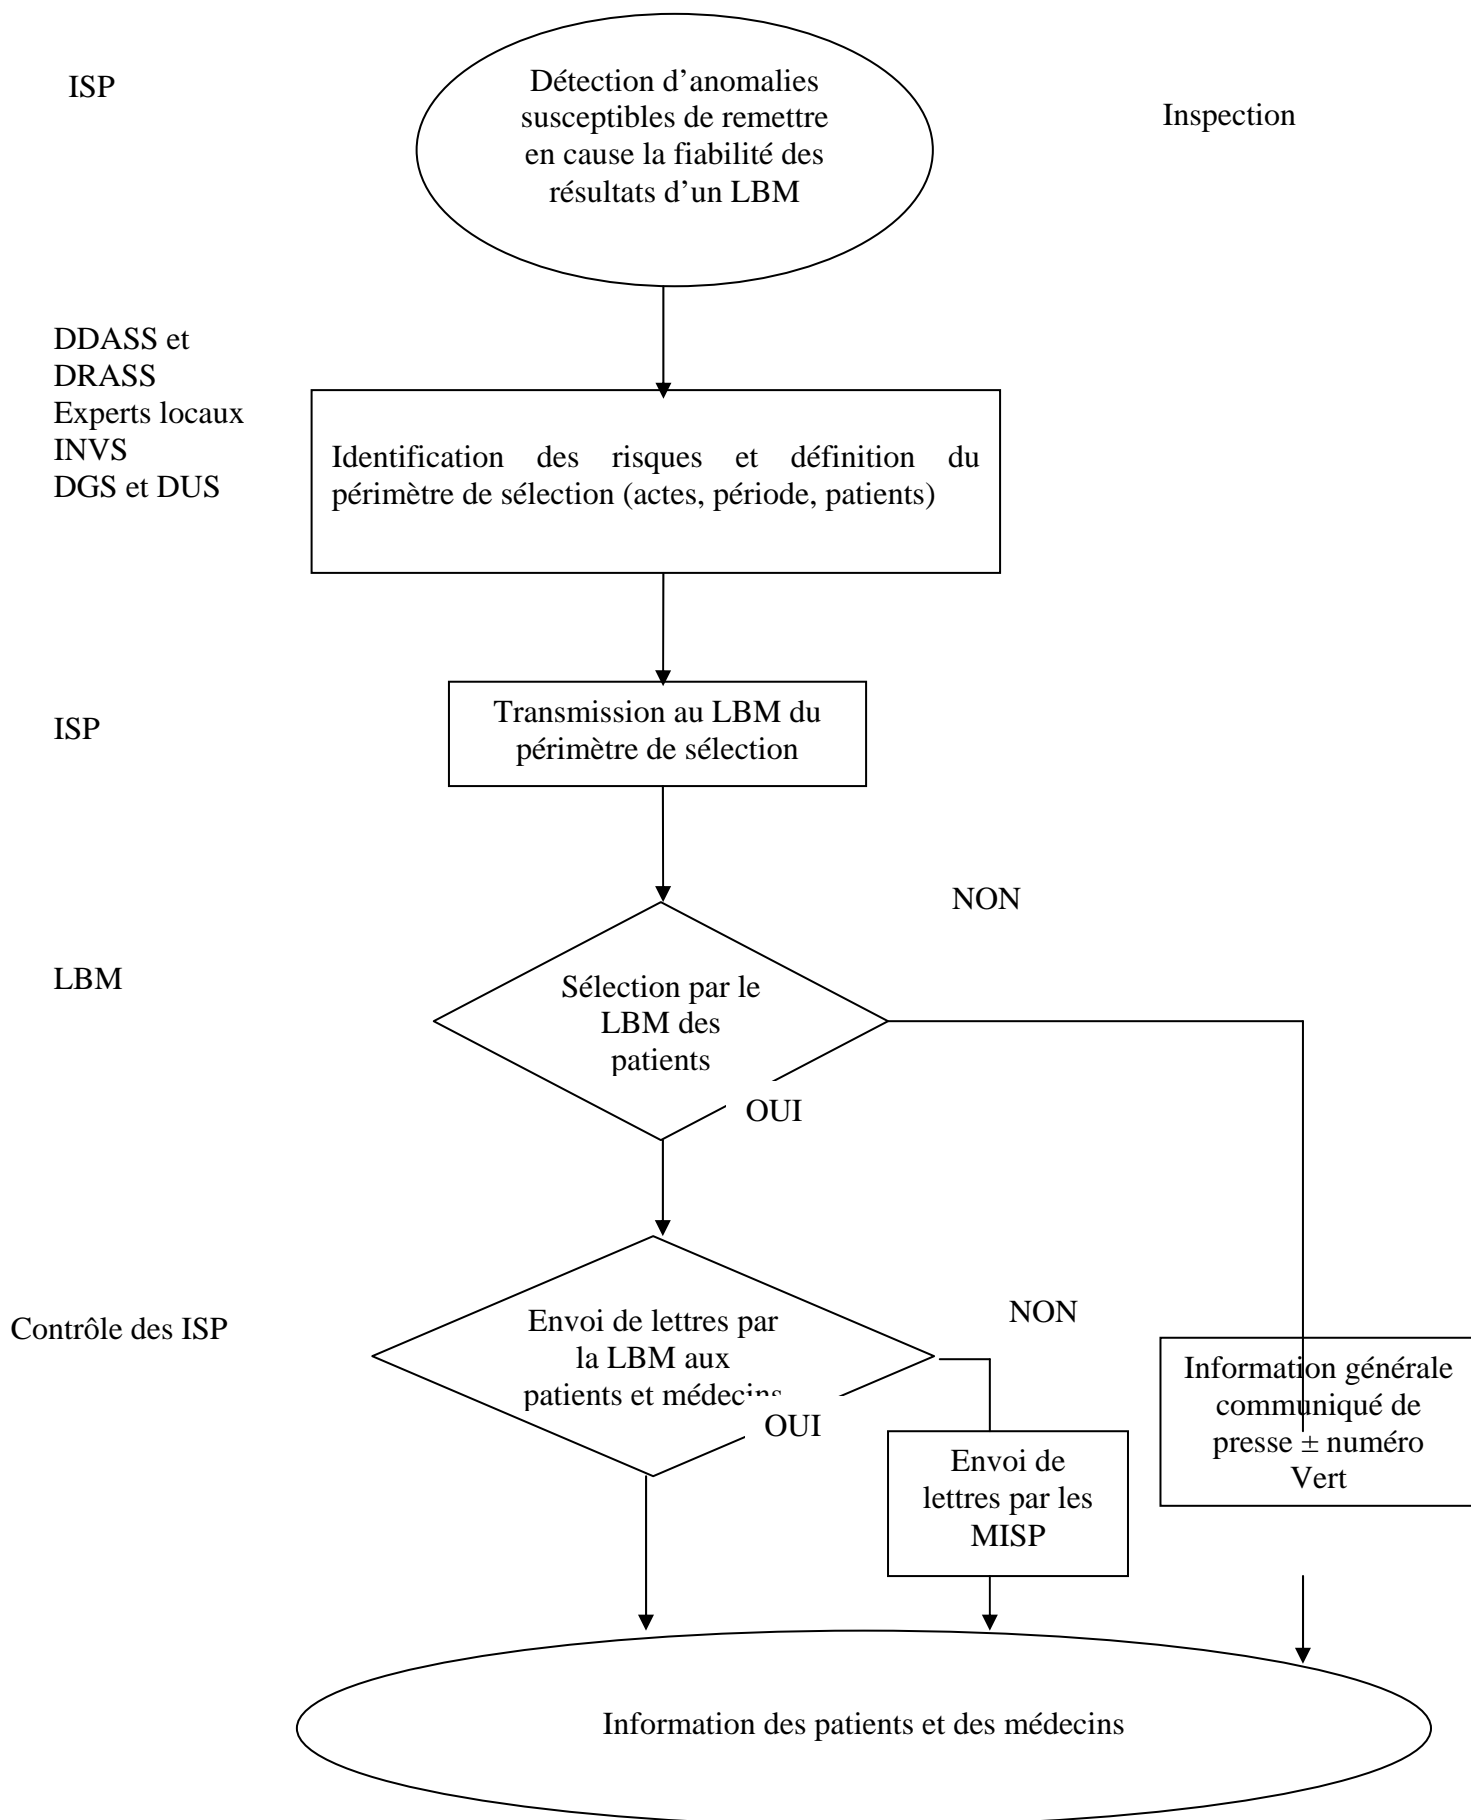 ISP
Détection d’anomalies
susceptibles de remettre
en cause la fiabilité des
résultats d’un LBM
Inspection
DDASS et
DRASS
Experts locaux
INVS
DGS et DUS
Identification des risques et définition du
périmètre de sélection (actes, période, patients)
ISP
Transmission au LBM du
périmètre de sélection
NON
LBM
Sélection par le
LBM des
patients
OUI
Contrôle des ISP
Envoi de lettres par
la LBM aux
patients et médecins
OUI
NON
Envoi de
lettres par les
MISP
Information générale
communiqué de
presse ± numéro
Vert
Information des patients et des médecins